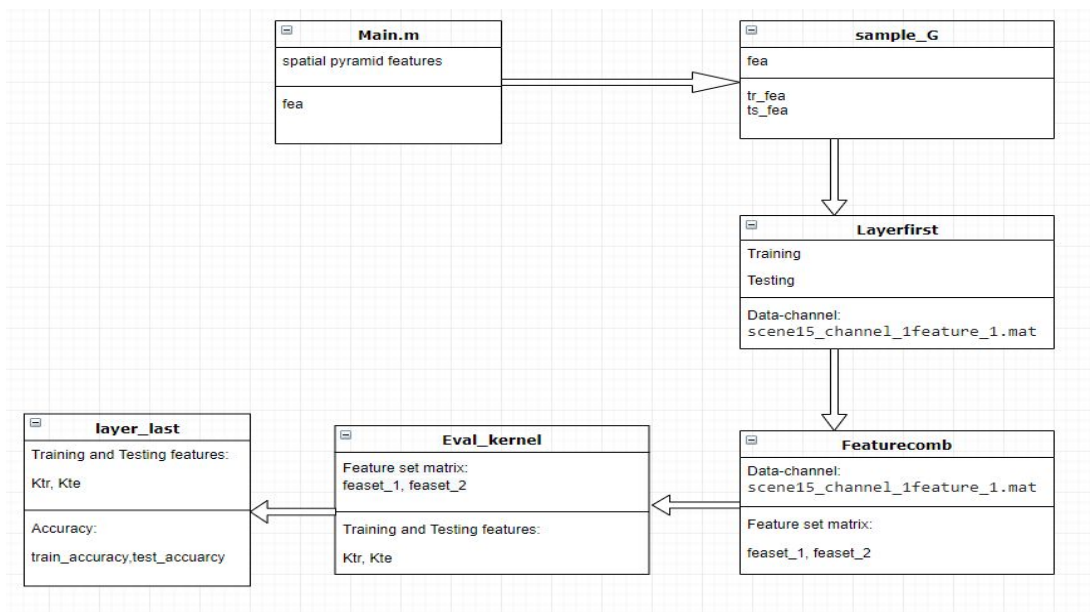 Main.m
spatial pyramid features
fea
sample_G
fea
tr_fea
ts_fea
Layerfirst
Training
Testing
Data-channel:
scene15_channel_1feature_1.mat
Featurecomb
Data-channel:
scene15_channel_1feature_1.mat
Feature set matrix:
feaset_1, feaset_2
Eval_kernel
Feature set matrix:
feaset_1, feaset_2
Training and Testing features:
Ktr, Kte
layer_last
Training and Testing features:
Ktr, Kte
Accuracy:
train_accuracy,test_accuarcy